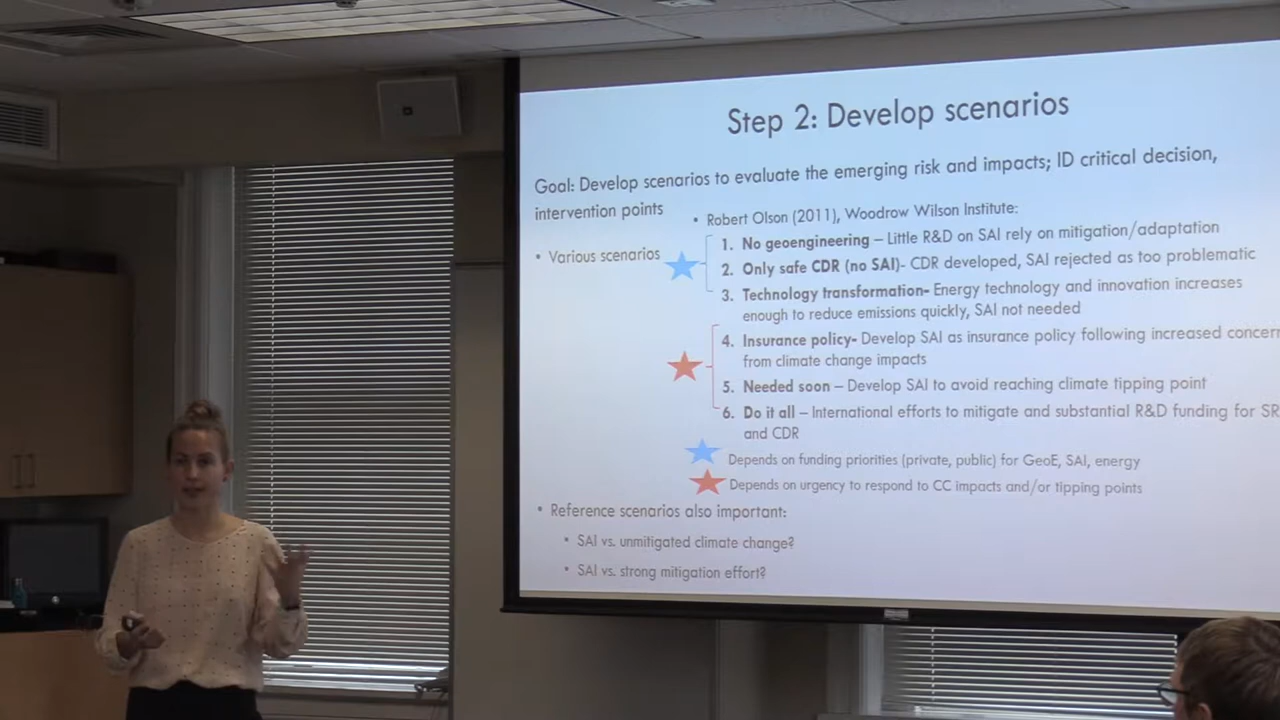 Step 2: Develop scenarios
Goal: Develop scenarios to evaluate the emerging risk and impacts; ID critical decision,
intervention points
• Robert Olson (2011), Woodrow Wilson Institute:
• Various scenarios
1. No geoengineering – Little R&D on SAI rely on mitigation/adaptation
2. Only safe CDR (no SAI)- CDR developed, SAI rejected as too problematic
3. Technology transformation- Energy technology and innovation increases
enough to reduce emissions quickly, SAI not needed
4. Insurance policy- Develop SAI as insurance policy following increased concern
from climate change impacts
5. Needed soon – Develop SAI to avoid reaching climate tipping point
6. Do it all – International efforts to mitigate and substantial R&D funding for
and CDR
Depends on funding priorities (private, public) for GeoE, SAI, energy
Depends on urgency to respond to CC impacts and/or tipping points
• Reference scenarios also important:
• SAI vs. unmitigated climate change?
• SAI vs. strong mitigation effort?